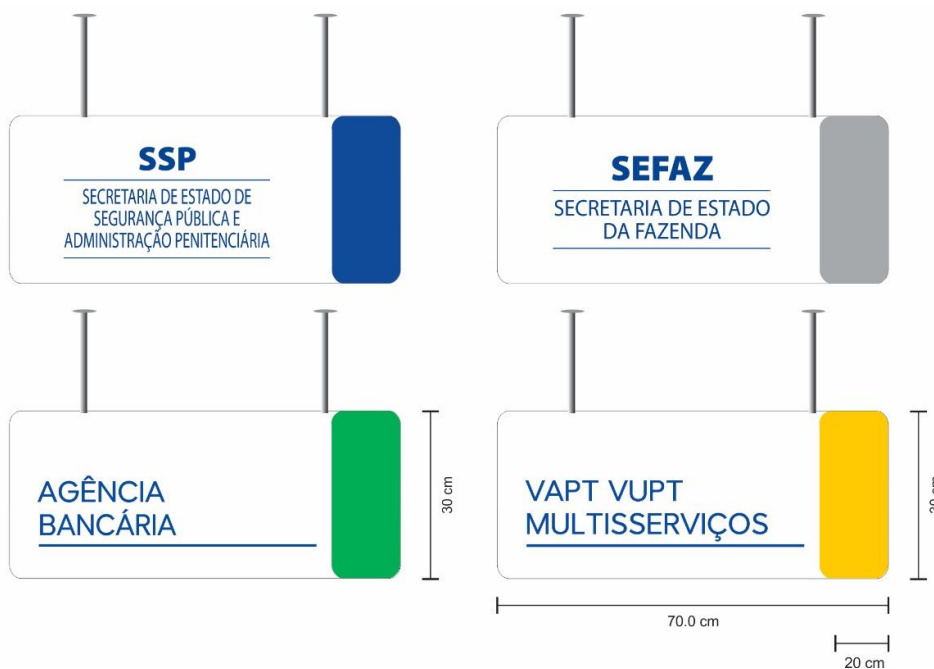 SSP
SECRETARIA DE ESTADO DE
SEGURANÇA PÚBLICA E
ADMINISTRAÇÃO PENITENCIÁRIA
SEFAZ
SECRETARIA DE ESTADO
DA FAZENDA
AGÊNCIA
BANCÁRIA
30 cm
VAPT VUPT
MULTISSERVIÇOS
70.0 cm
20 cm